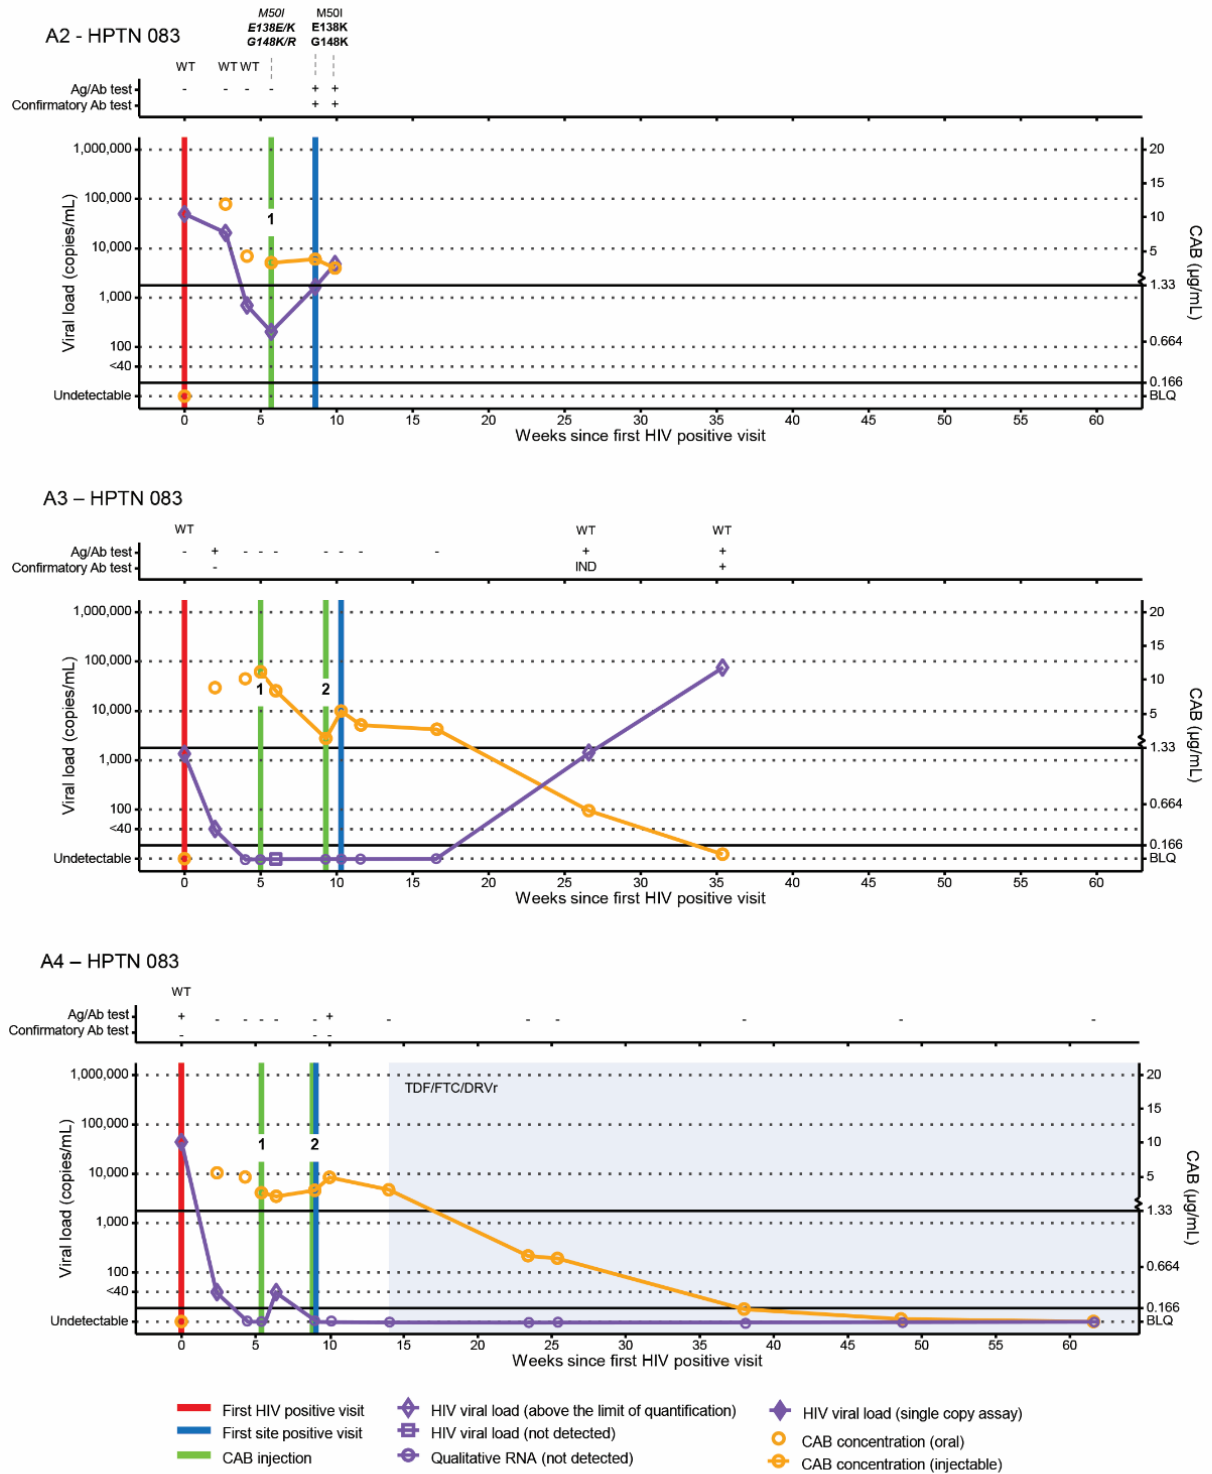 A2 - HPTN 083
M50I M50I
E138E/K E138K
G148K/R G148K
WT WT WT
Ag/Ab test - - - - + +
Confirmatory Ab test + +
1,000,000 20
15
100,000
10
1
10,000 5
1.33
1,000
100 0.664
<40
0.166
Undetectable BLQ
Viral load (copies/mL)
CAB (µg/mL)
0 5 10 15 20 25 30 35 40 45 50 55 60
Weeks since first HIV positive visit
A3 – HPTN 083
WT WT WT
Ag/Ab test - + - - - - - - - + +
Confirmatory Ab test - IND +
1,000,000 20
15
100,000
10
1 2
10,000 5
1.33
1,000
100 0.664
<40
0.166
Undetectable BLQ
Viral load (copies/mL)
CAB (µg/mL)
0 5 10 15 20 25 30 35 40 45 50 55 60
Weeks since first HIV positive visit
A4 – HPTN 083
WT
Ag/Ab test + - - - - - + - - - - - -
Confirmatory Ab test - - -
1,000,000 20
TDF/FTC/DRVr
15
100,000
1 2 10
10,000 5
1.33
1,000
100 0.664
<40
0.166
Undetectable BLQ
Viral load (copies/mL)
CAB (µg/mL)
0 5 10 15 20 25 30 35 40 45 50 55 60
Weeks since first HIV positive visit
First HIV positive visit
First site positive visit
CAB injection
HIV viral load (above the limit of quantification)
HIV viral load (not detected)
Qualitative RNA (not detected)
HIV viral load (single copy assay)
CAB concentration (oral)
CAB concentration (injectable)